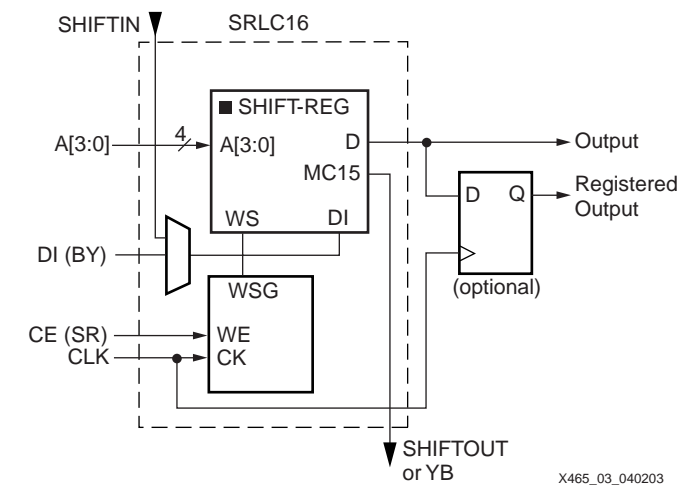 SHIFTIN
SRLC16
SHIFT-REG
A[3:0]
4
A[3:0]
D
Output
MC15
Registered
Output
D Q
WS DI
DI (BY)
WSG
(optional)
CE (SR)
WE
CLK
CK
SHIFTOUT
or YB
X465_03_040203